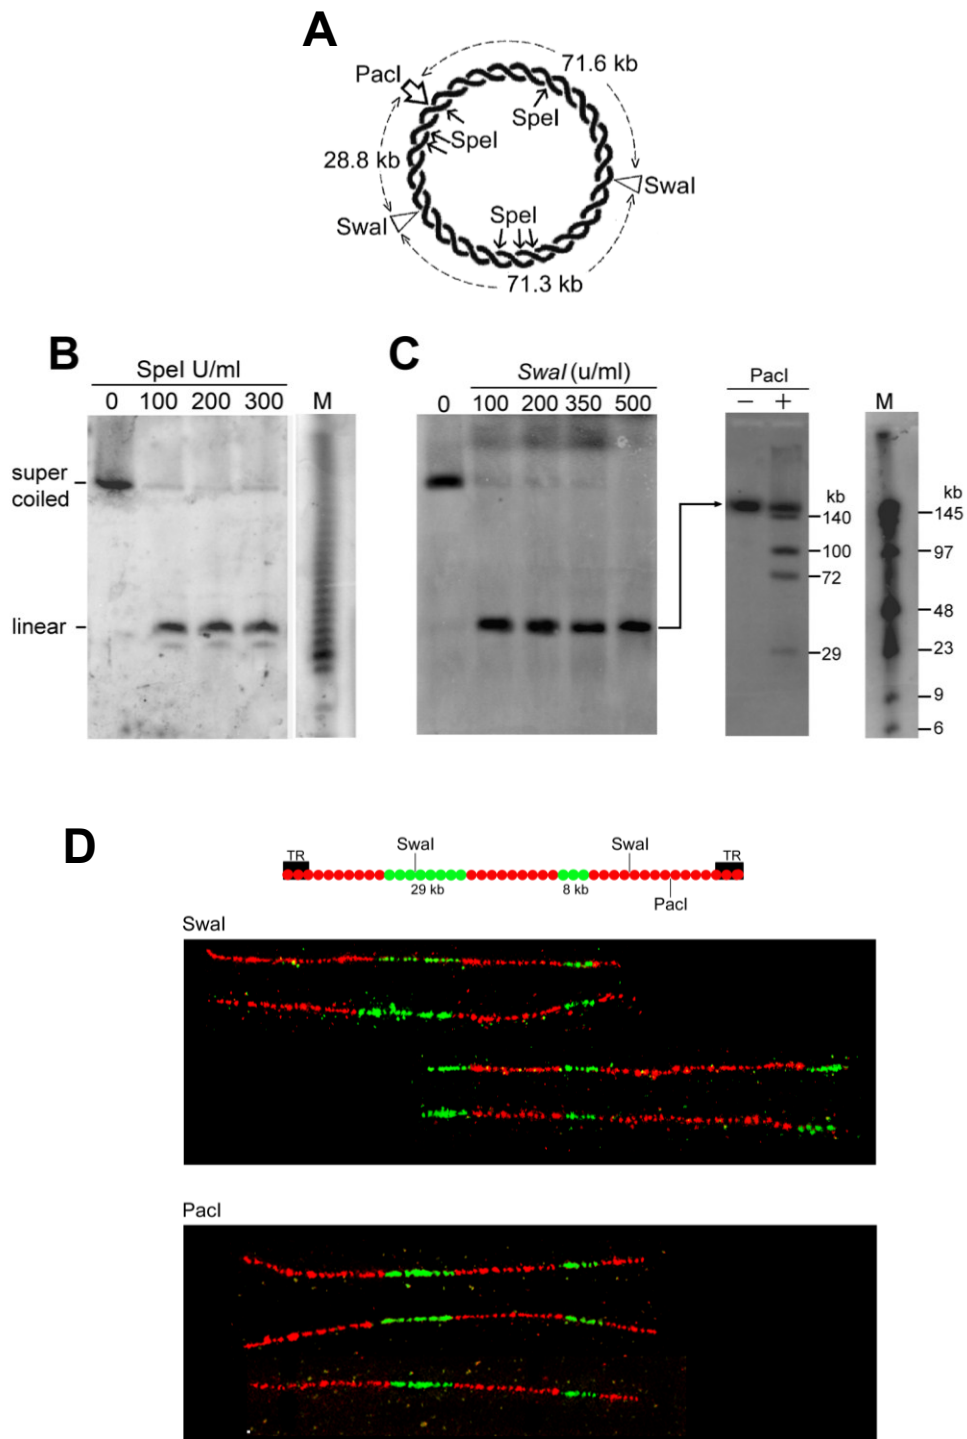 A
71.6 kb
PacI
SpeI
SpeI
28.8 kb
SwaI
SwaI
SpeI
71.3 kb
B
SpeI U/ml
0 100 200 300 M
super
coiled
linear
C
SwaI (u/ml)
0 100 200 350 500
PacI
− +
M
kb
140
100
72
29
kb
145
97
48
23
9
6
D
TR SwaI SwaI TR
29 kb 8 kb
PacI
SwaI
PacI